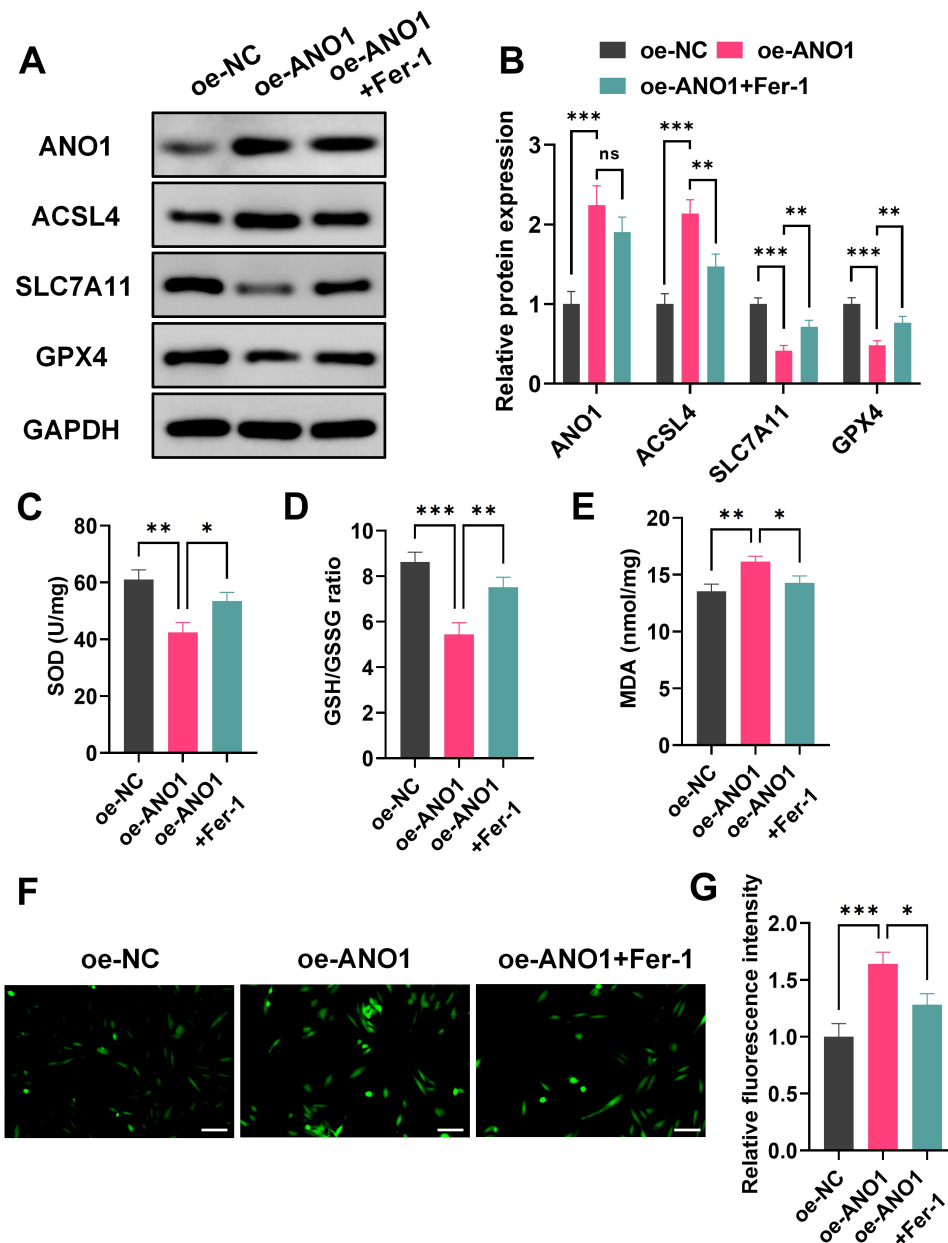 A
oe-NC
oe-ANO1
oe-ANO1
+Fer-1
ANO1
ACSL4
SLC7A11
GPX4
GAPDH
B
oe-NC
oe-ANO1
oe-ANO1+Fer-1
Relative protein expression
3
2
1
0
***
ns
***
**
***
**
***
**
ANO1
ACSL4
SLC7A11
GPX4
C
SOD (U/mg)
80
60
40
20
0
**
*
oe-NC
oe-ANO1
oe-ANO1
+Fer-1
D
GSH/GSSG ratio
10
8
6
4
2
0
***
**
oe-NC
oe-ANO1
oe-ANO1
+Fer-1
E
MDA (nmol/mg)
20
15
10
5
0
**
*
oe-NC
oe-ANO1
oe-ANO1
+Fer-1
F
oe-NC
oe-ANO1
oe-ANO1+Fer-1
G
Relative fluorescence intensity
2.0
1.5
1.0
0.5
0.0
***
*
oe-NC
oe-ANO1
oe-ANO1
+Fer-1